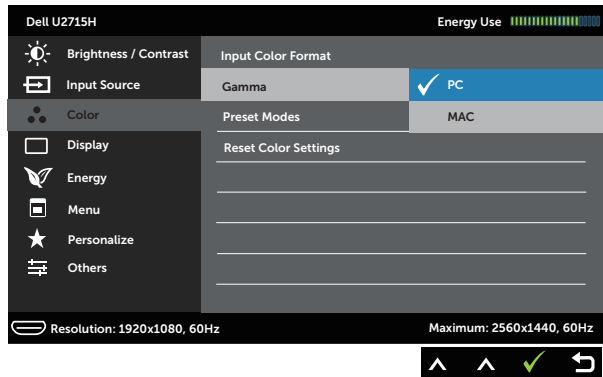 Dell U2715H Energy Use
Brightness / Contrast Input Color Format
Input Source Gamma PC
Color Preset Modes MAC
Display Reset Color Settings
Energy
Menu
Personalize
Others
Resolution: 1920x1080, 60Hz Maximum: 2560x1440, 60Hz